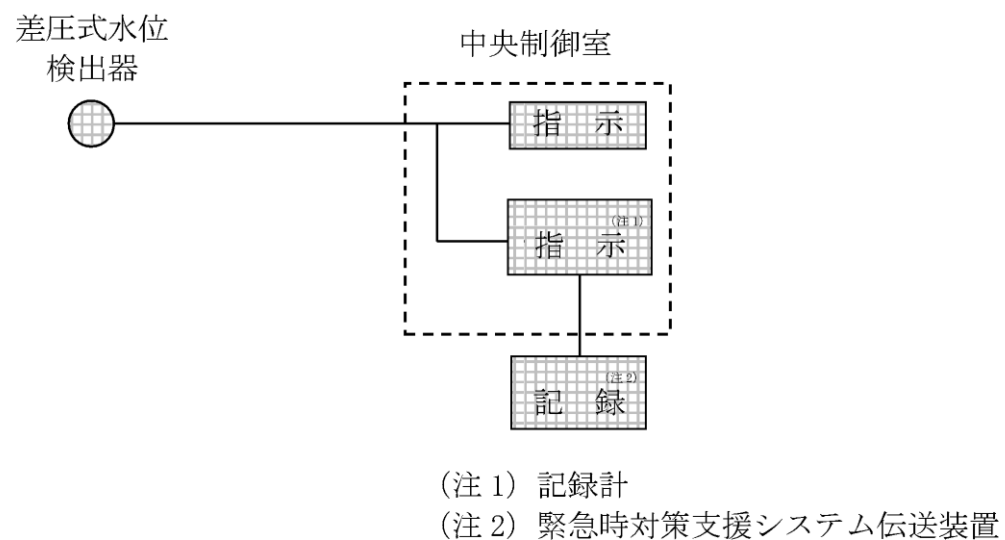 差圧式水位
検出器
中央制御室
指　示
(注1)
指　示
(注2)
記　録
(注1) 記録計
(注2) 緊急時対策支援システム伝送装置